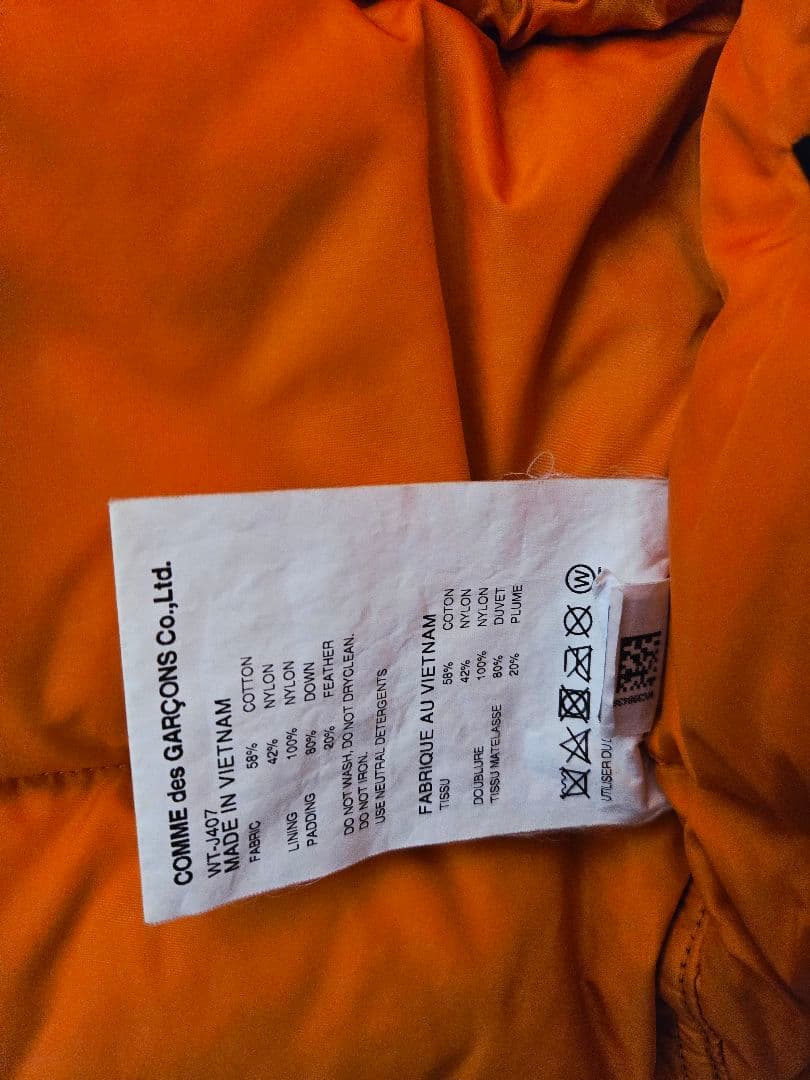 COMME des GARÇONS Co.,Ltd.
WT-J407
MADE IN VIETNAM
FABRIC 58% COTTON
42% NYLON
LINING 100% NYLON
PADDING 80% DOWN
20% FEATHER
DO NOT WASH, DO NOT DRYCLEAN.
DO NOT IRON.
USE NEUTRAL DETERGENTS
FABRIQUE AU VIETNAM
TISSU 58% COTON
42% NYLON
DOUBLURE 100% NYLON
TISSU MATELASSE 80% DUVET
20% PLUME
W
UTILISER DU